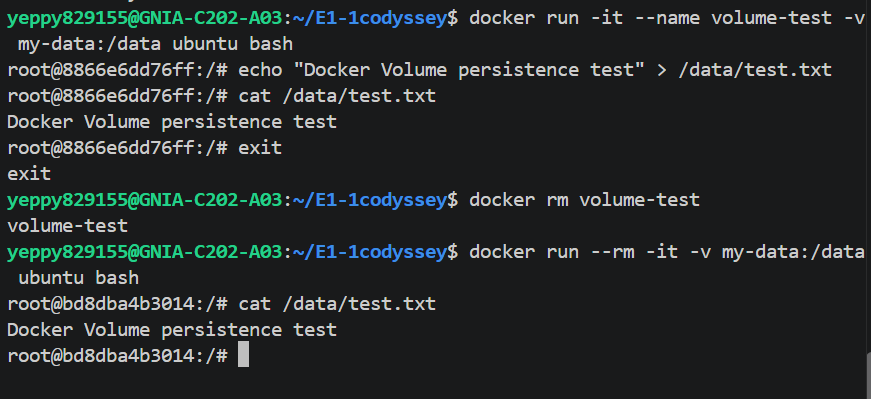 yeppy829155@GNIA-C202-A03:~/E1-1codyssey$ docker run -it --name volume-test -v
 my-data:/data ubuntu bash
root@8866e6dd76ff:/# echo "Docker Volume persistence test" > /data/test.txt
root@8866e6dd76ff:/# cat /data/test.txt
Docker Volume persistence test
root@8866e6dd76ff:/# exit
exit
yeppy829155@GNIA-C202-A03:~/E1-1codyssey$ docker rm volume-test
volume-test
yeppy829155@GNIA-C202-A03:~/E1-1codyssey$ docker run --rm -it -v my-data:/data
 ubuntu bash
root@bd8dba4b3014:/# cat /data/test.txt
Docker Volume persistence test
root@bd8dba4b3014:/#